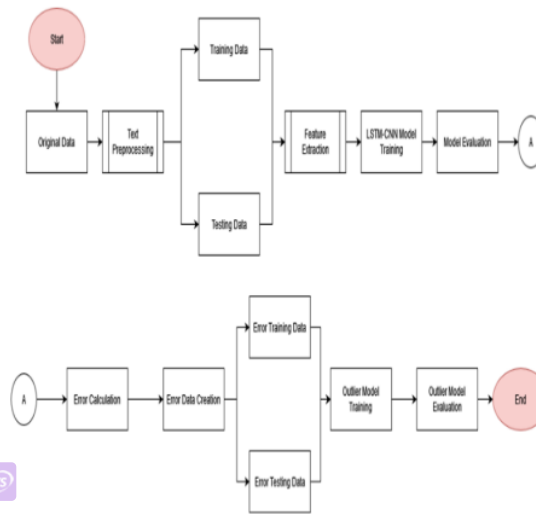 Start
Original Data
Text
Preprocessing
Training Data
Testing Data
Feature
Extraction
LSTM-CNN Model
Training
Model Evaluation
A
A
Error Calculation
Error Data Creation
Error Training Data
Error Testing Data
Outlier Model
Training
Outlier Model
Evaluation
End